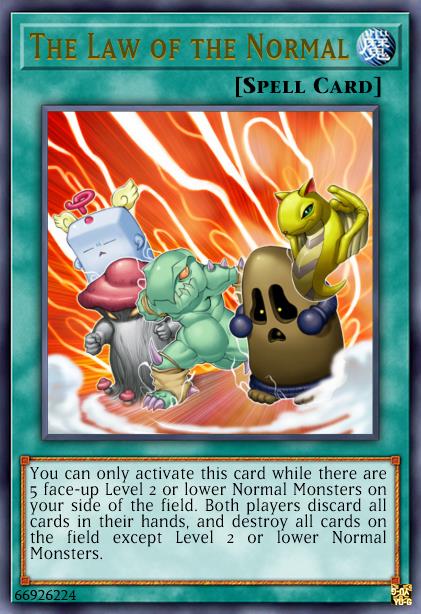 The Law of the Normal
[Spell Card]
You can only activate this card while there are
5 face-up Level 2 or lower Normal Monsters on
your side of the field. Both players discard all
cards in their hands, and destroy all cards on
the field except Level 2 or lower Normal
Monsters.
66926224